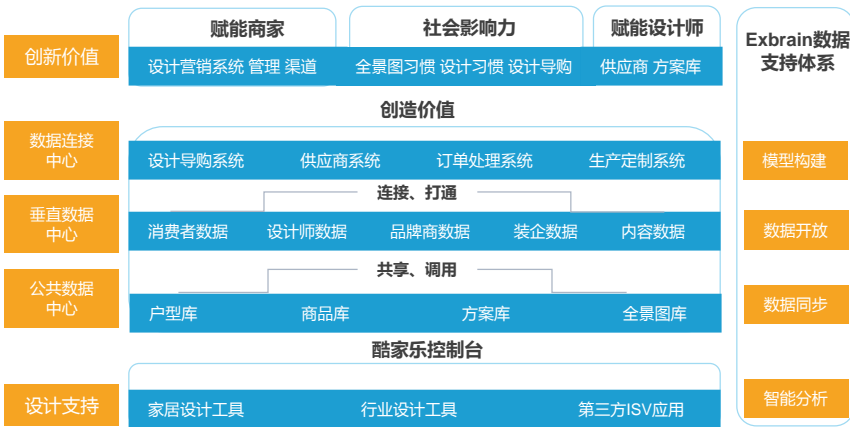 赋能商家
社会影响力
赋能设计师
Exbrain数据
支持体系
创新价值
设计营销系统 管理 渠道
全景图习惯 设计习惯 设计导购
供应商 方案库
创造价值
数据连接
中心
设计导购系统
供应商系统
订单处理系统
生产定制系统
模型构建
连接、打通
垂直数据
中心
消费者数据
设计师数据
品牌商数据
装企数据
内容数据
数据开放
共享、调用
公共数据
中心
户型库
商品库
方案库
全景图库
数据同步
酷家乐控制台
设计支持
家居设计工具
行业设计工具
第三方ISV应用
智能分析